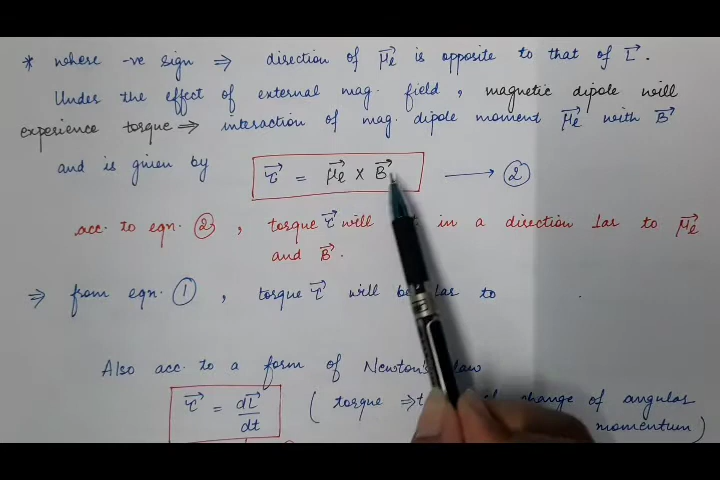 * where -ve sign ⇒ direction of μ⃗e is opposite to that of L⃗.
Under the effect of external mag. field, magnetic dipole will
experience torque ⇒ interaction of mag. dipole moment μ⃗e with B⃗
and is given by τ⃗ = μ⃗e × B⃗ ⟶ ②
acc. to eqn. ②, torque τ⃗ will in a direction ⊥ar to μ⃗e
and B⃗.
⇒ from eqn. ①, torque τ⃗ will be ⊥ar to
Also acc. to a form of Newton's law
τ⃗ = dL⃗/dt (torque ⇒ change of angular
momentum)